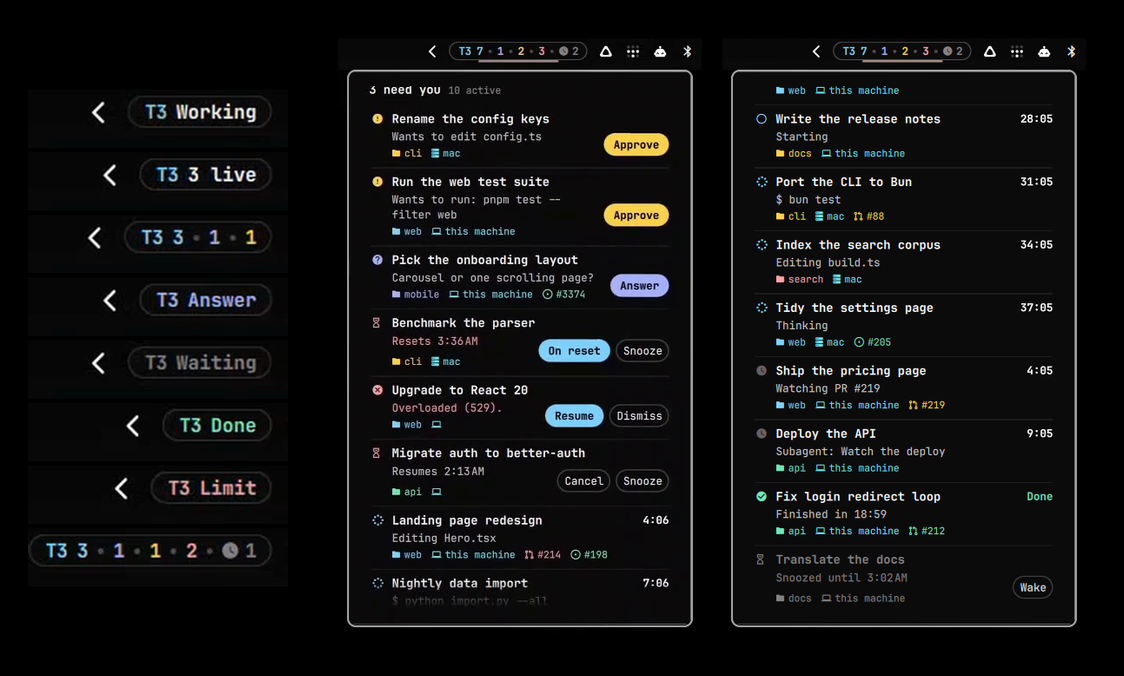 T3 Working
T3 3 live
T3 3 • 1 • 1
T3 Answer
T3 Waiting
T3 Done
T3 Limit
T3 3 • 1 • 1 • 2 • 1
T3 7 • 1 • 2 • 3 • 2
3 need you 10 active
Rename the config keys
Wants to edit config.ts
Approve
cli mac
Run the web test suite
Wants to run: pnpm test --
filter web
Approve
web this machine
Pick the onboarding layout
Carousel or one scrolling page?
Answer
mobile this machine #3374
Benchmark the parser
Resets 3:36AM
On reset Snooze
cli mac
Upgrade to React 20
Overloaded (529).
Resume Dismiss
web
Migrate auth to better-auth
Resumes 2:13AM
Cancel Snooze
api
Landing page redesign 4:06
Editing Hero.tsx
web this machine #214 #198
Nightly data import 7:06
$ python import.py --all
T3 7 • 1 • 2 • 3 • 2
web this machine
Write the release notes 28:05
Starting
docs this machine
Port the CLI to Bun 31:05
$ bun test
cli mac #88
Index the search corpus 34:05
Editing build.ts
search mac
Tidy the settings page 37:05
Thinking
web mac #205
Ship the pricing page 4:05
Watching PR #219
web this machine #219
Deploy the API 9:05
Subagent: Watch the deploy
api this machine
Fix login redirect loop Done
Finished in 18:59
api this machine #212
Translate the docs
Snoozed until 3:02AM
Wake
docs this machine